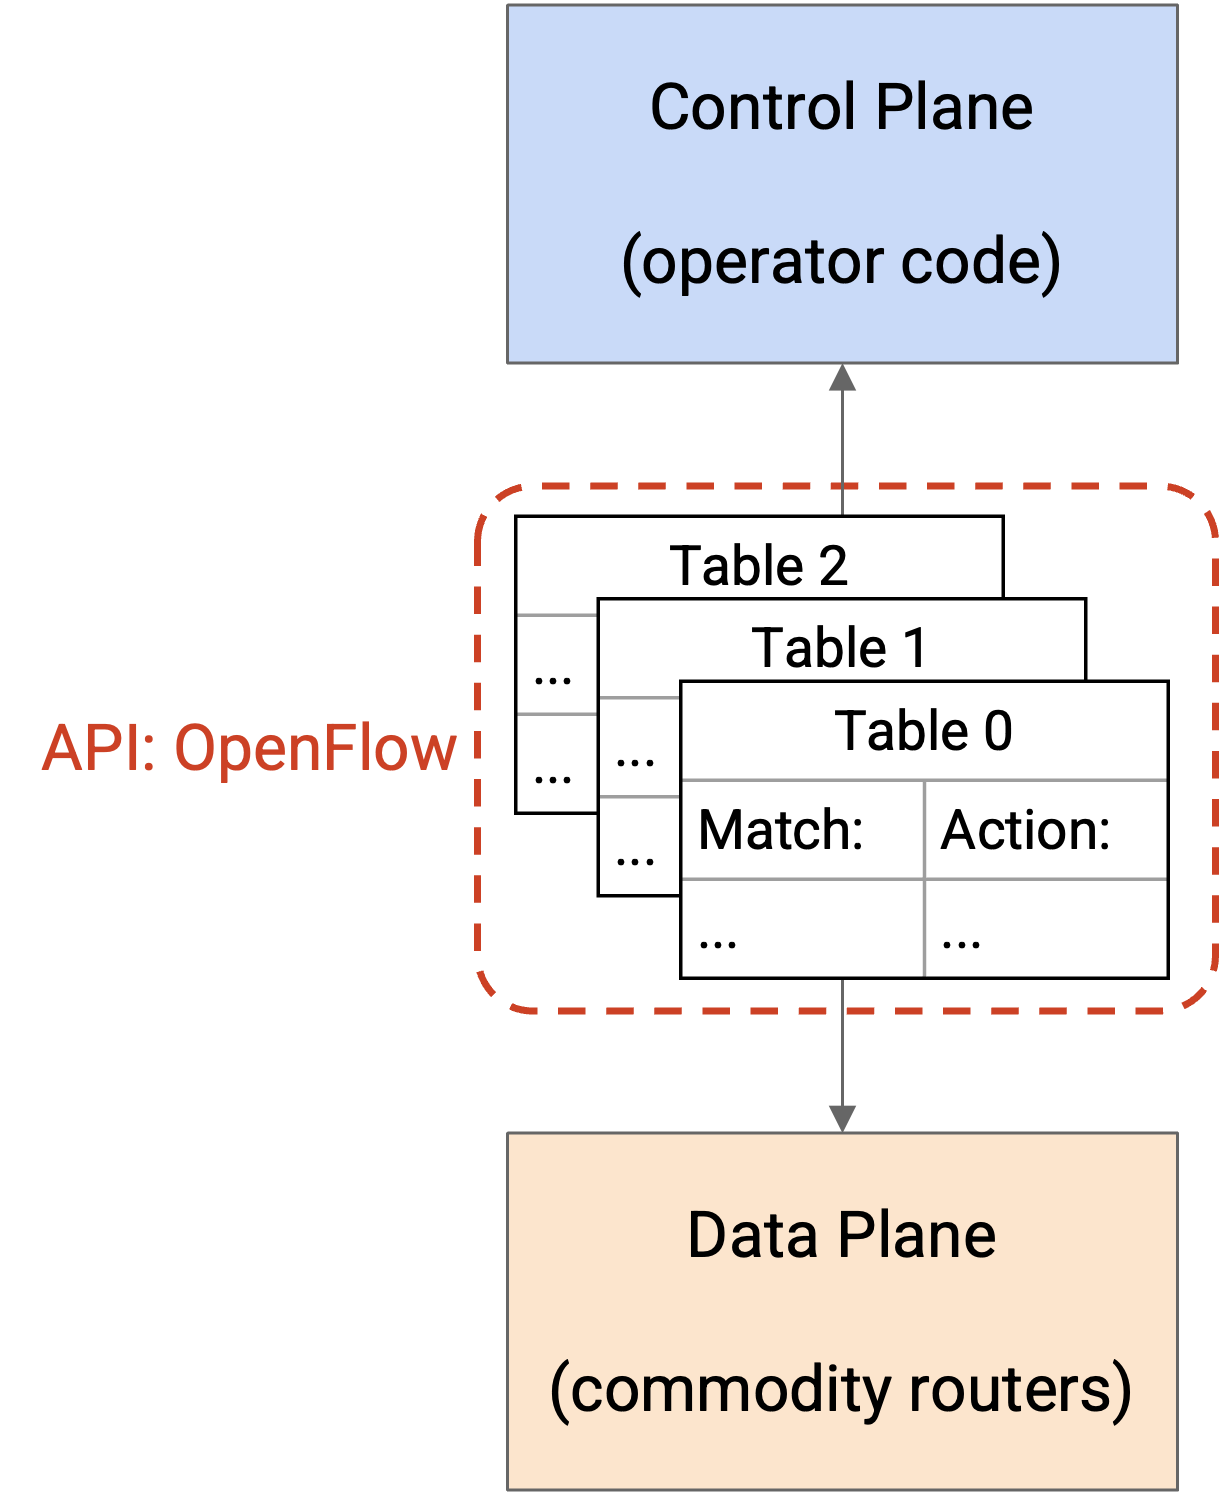 Control Plane
(operator code)
Table 2
...
...
Table 1
...
...
Table 0
Match: Action:
... ...
API: OpenFlow
Data Plane
(commodity routers)